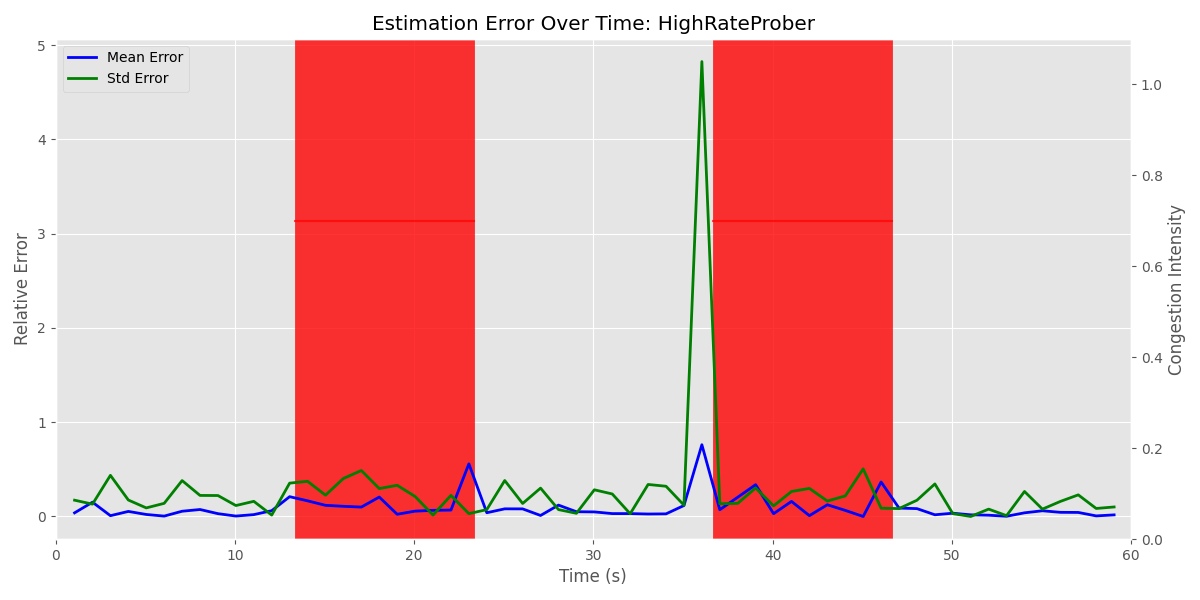 Estimation Error Over Time: HighRateProber
Mean Error
Std Error
Relative Error
5
4
3
2
1
0
1.0
0.8
0.6
0.4
0.2
0.0
Congestion Intensity
0 10 20 30 40 50 60
Time (s)